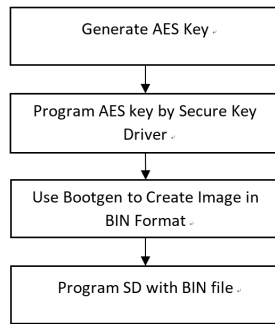 Generate AES Key
Program AES key by Secure Key
Driver
Use Bootgen to Create Image in
BIN Format
Program SD with BIN file